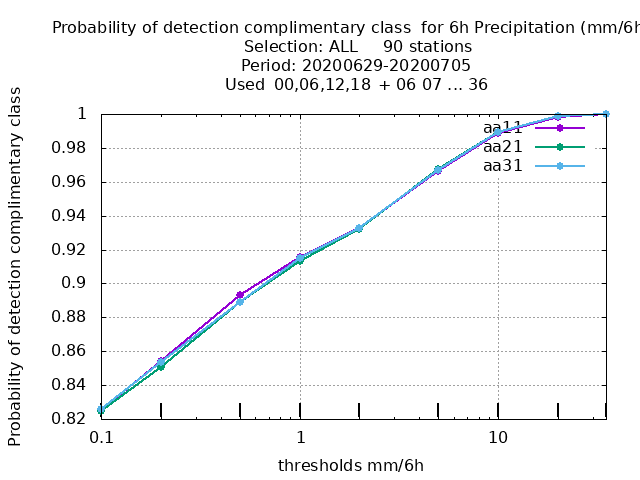 Probability of detection complimentary class for 6h Precipitation (mm/6h
Selection: ALL 90 stations
Period: 20200629-20200705
Used 00,06,12,18 + 06 07 ... 36
Probability of detection complimentary class
1
0.98
0.96
0.94
0.92
0.9
0.88
0.86
0.84
0.82
aa11
aa21
aa31
0.1
1
10
thresholds mm/6h